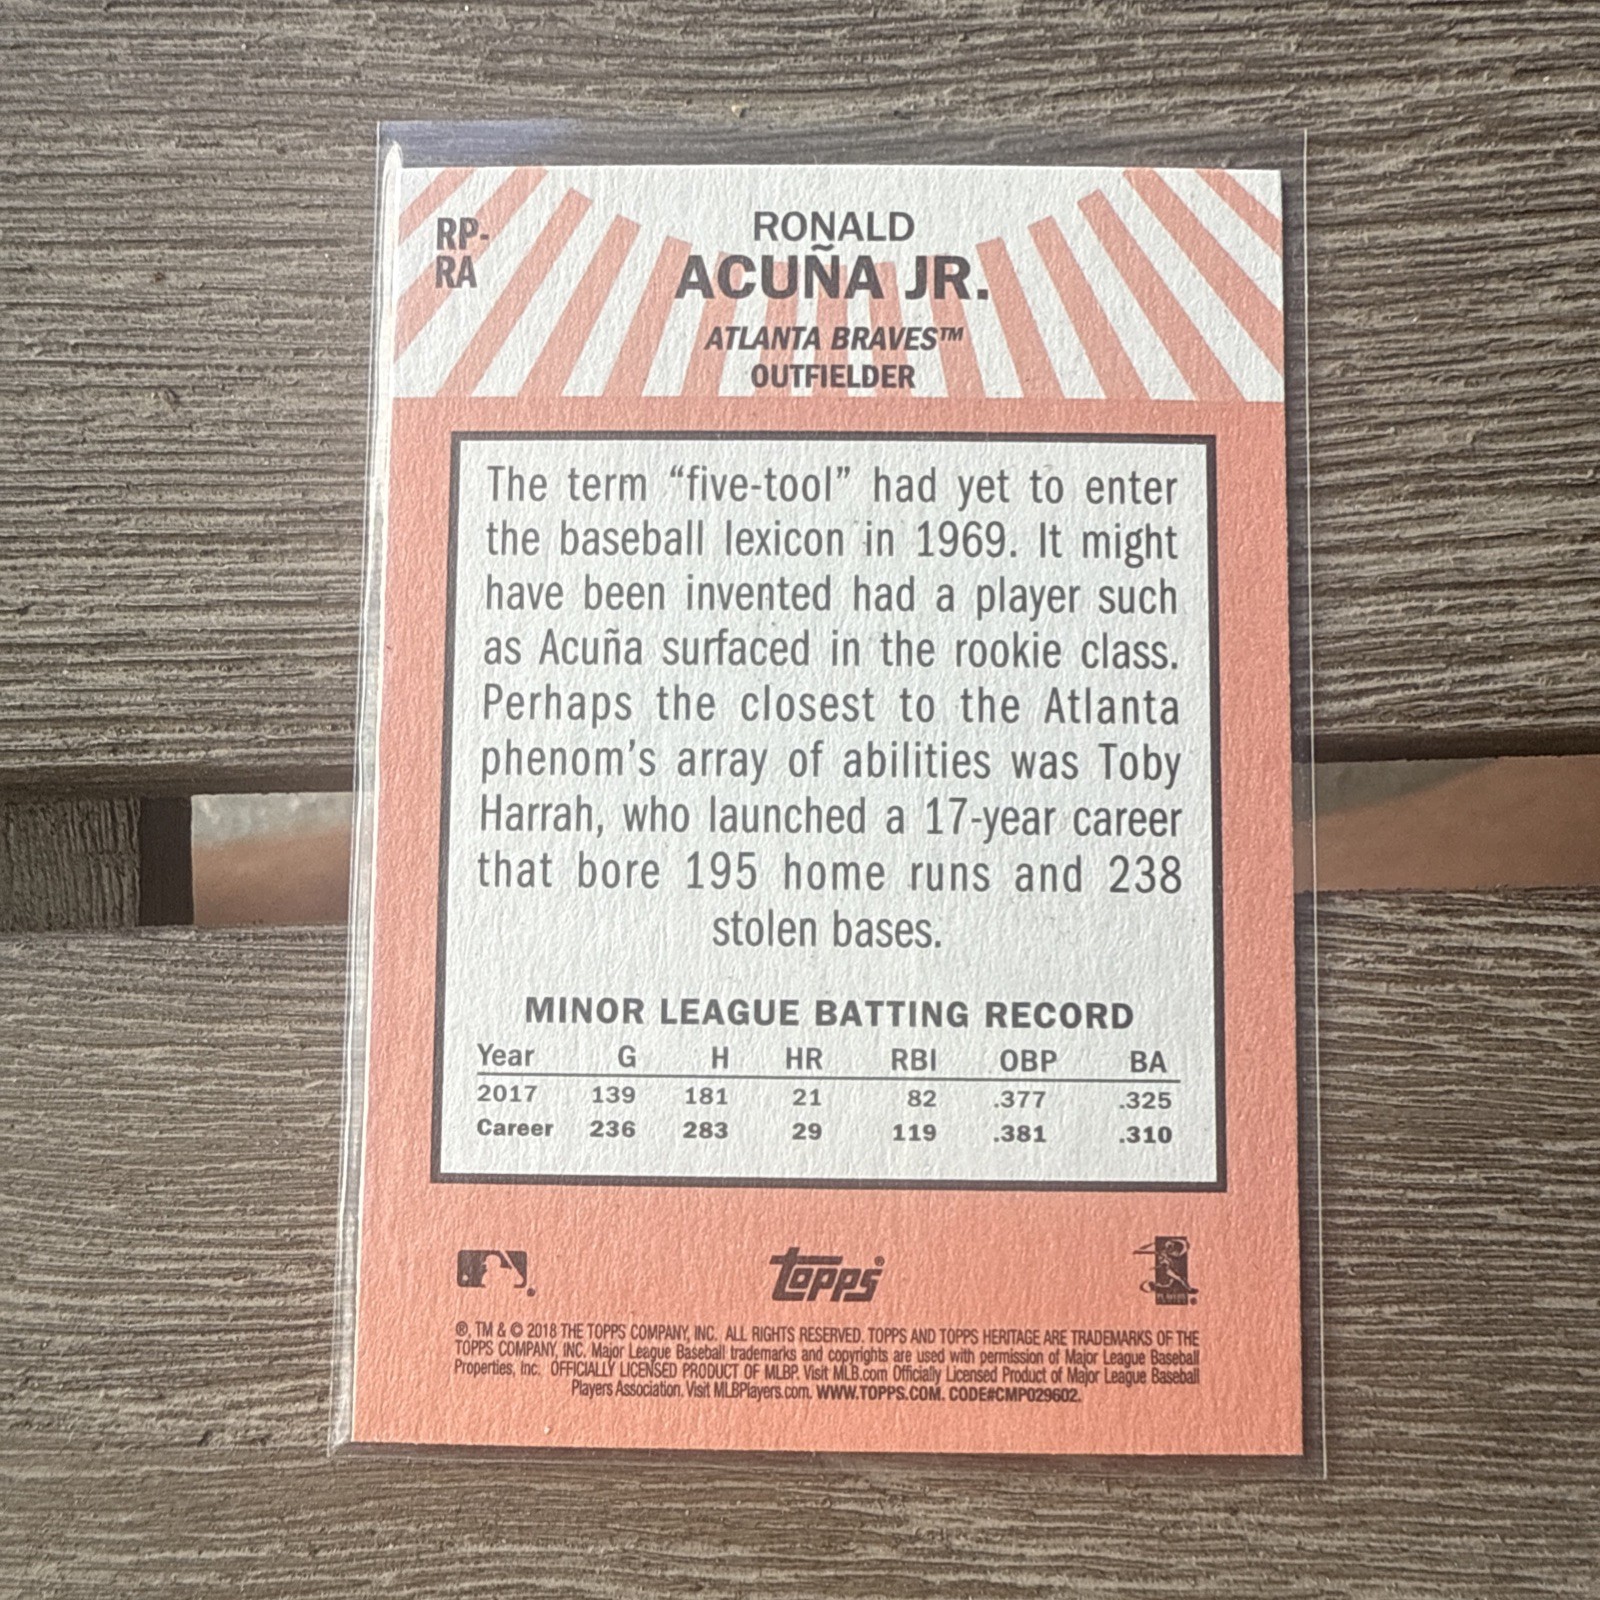 RP-
RA
RONALD
ACUÑA JR.
ATLANTA BRAVES™
OUTFIELDER
The term “five-tool” had yet to enter
the baseball lexicon in 1969. It might
have been invented had a player such
as Acuña surfaced in the rookie class.
Perhaps the closest to the Atlanta
phenom’s array of abilities was Toby
Harrah, who launched a 17-year career
that bore 195 home runs and 238
stolen bases.
MINOR LEAGUE BATTING RECORD
Year G H HR RBI OBP BA
2017 139 181 21 82 .377 .325
Career 236 283 29 119 .381 .310
topps®
®, TM & © 2018 THE TOPPS COMPANY, INC. ALL RIGHTS RESERVED. TOPPS AND TOPPS HERITAGE ARE TRADEMARKS OF THE
TOPPS COMPANY, INC. Major League Baseball trademarks and copyrights are used with permission of Major League Baseball
Properties, Inc. OFFICIALLY LICENSED PRODUCT OF MLBP. Visit MLB.com Officially Licensed Product of Major League Baseball
Players Association. Visit MLBPlayers.com. WWW.TOPPS.COM. CODE#CMP029602.